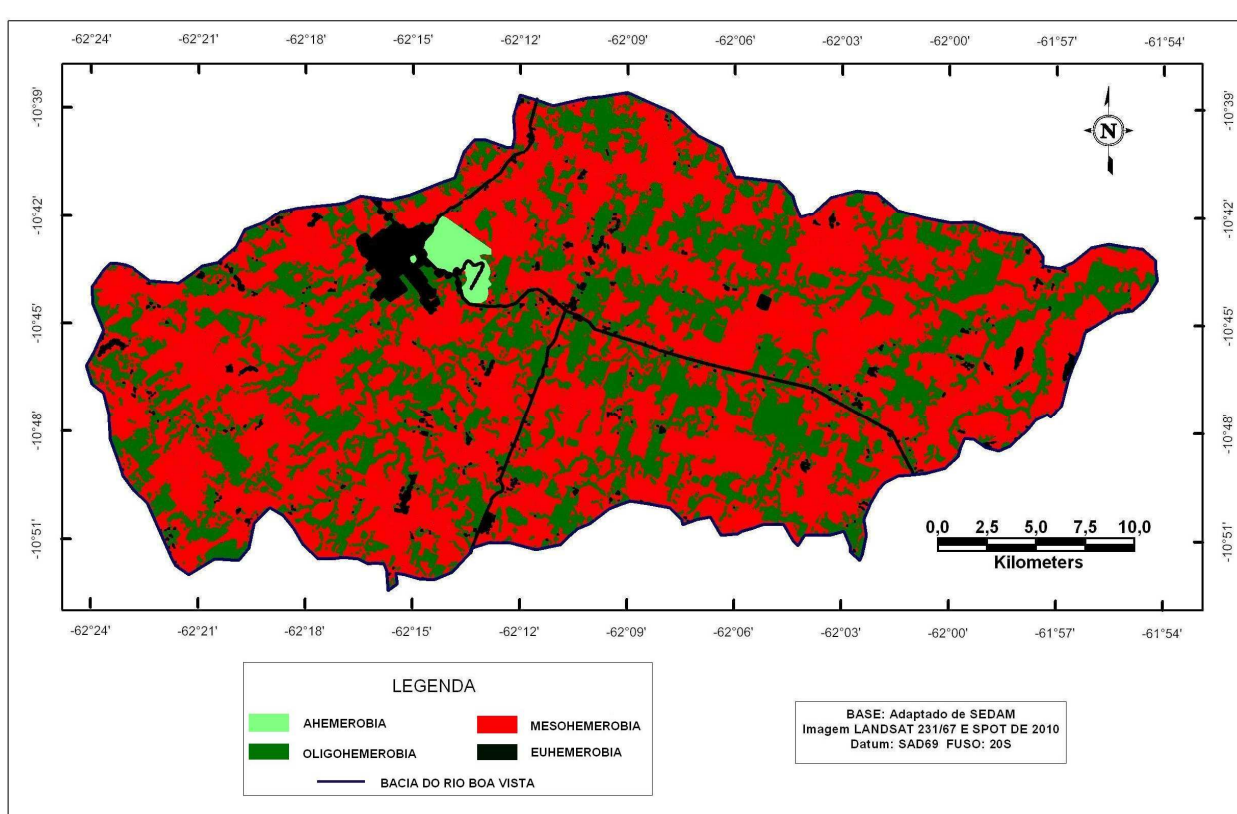 -62°24' -62°21' -62°18' -62°15' -62°12' -62°09' -62°06' -62°03' -62°00' -61°57' -61°54'
-10°39' -10°39'
N
-10°42' -10°42'
-10°45' -10°45'
-10°48' -10°48'
-10°51' -10°51'
0,0 2,5 5,0 7,5 10,0
Kilometers
-62°24' -62°21' -62°18' -62°15' -62°12' -62°09' -62°06' -62°03' -62°00' -61°57' -61°54'
LEGENDA
AHEMEROBIA
MESOHEMEROBIA
OLIGOHEMEROBIA
EUHEMEROBIA
BACIA DO RIO BOA VISTA
BASE: Adaptado de SEDAM
Imagem LANDSAT 231/67 E SPOT DE 2010
Datum: SAD69 FUSO: 20S